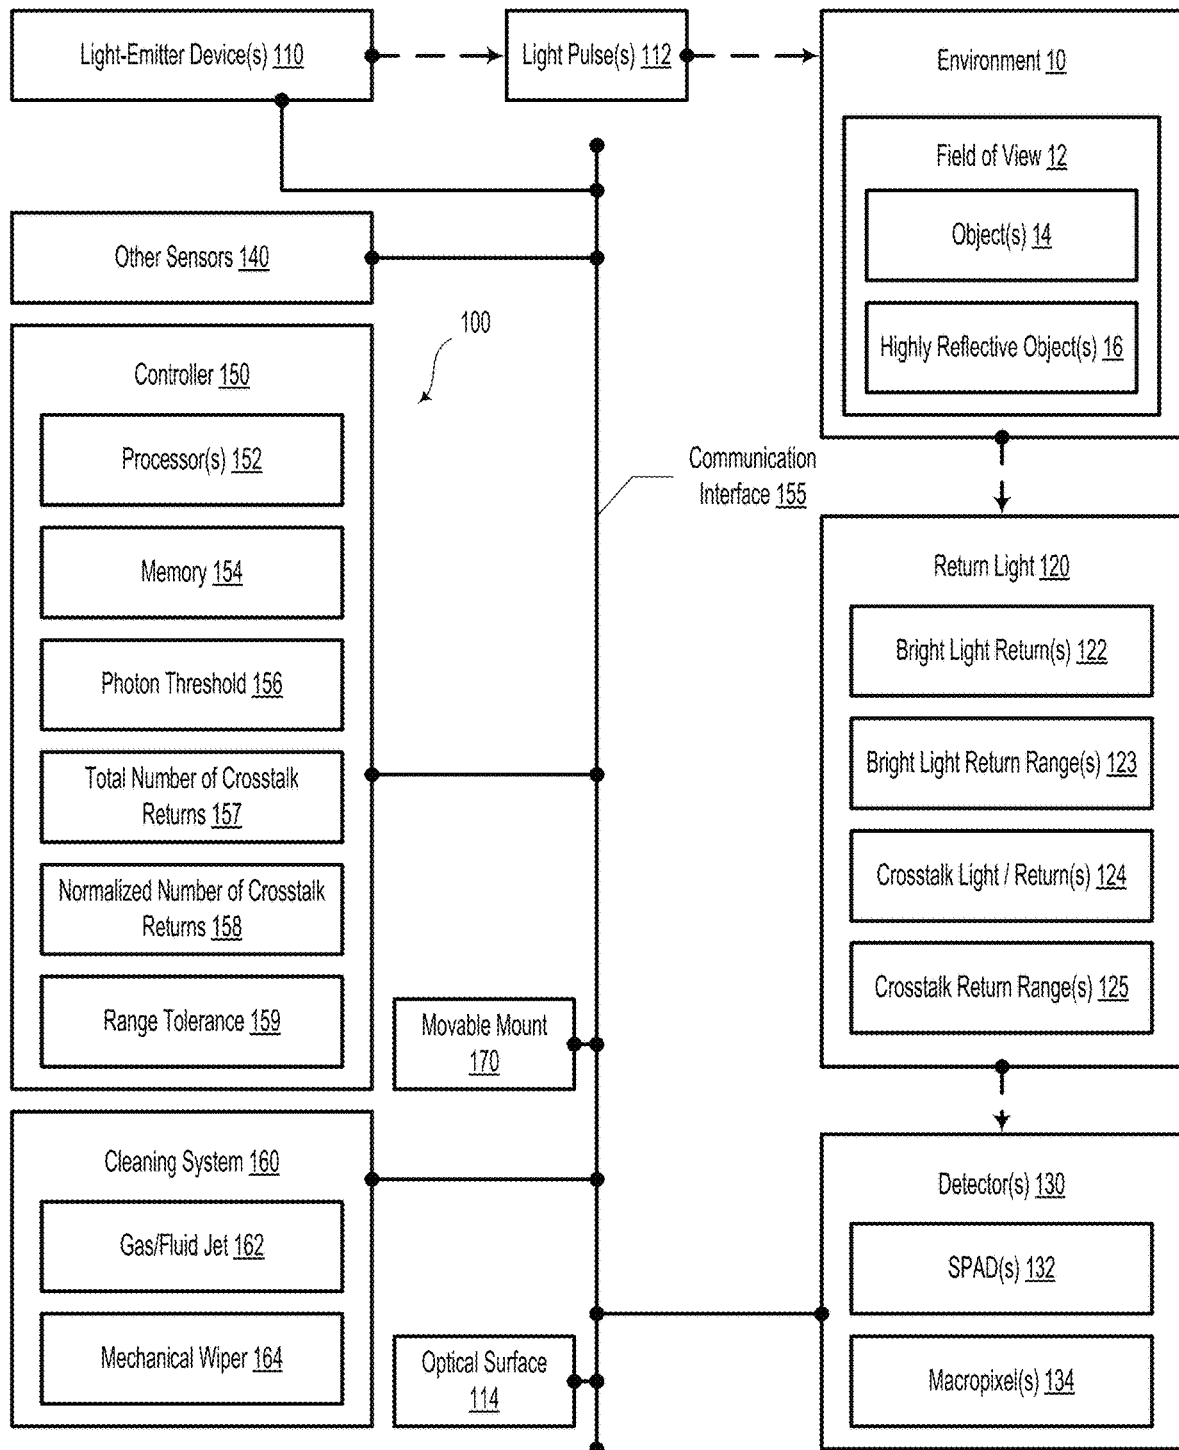 Light-Emitter Device(s) 110
Light Pulse(s) 112
Environment 10
Field of View 12
Object(s) 14
Highly Reflective Object(s) 16
Other Sensors 140
100
Controller 150
Processor(s) 152
Memory 154
Photon Threshold 156
Total Number of Crosstalk
Returns 157
Normalized Number of Crosstalk
Returns 158
Range Tolerance 159
Communication
Interface 155
Return Light 120
Bright Light Return(s) 122
Bright Light Return Range(s) 123
Crosstalk Light / Return(s) 124
Crosstalk Return Range(s) 125
Movable Mount
170
Cleaning System 160
Gas/Fluid Jet 162
Mechanical Wiper 164
Optical Surface
114
Detector(s) 130
SPAD(s) 132
Macropixel(s) 134